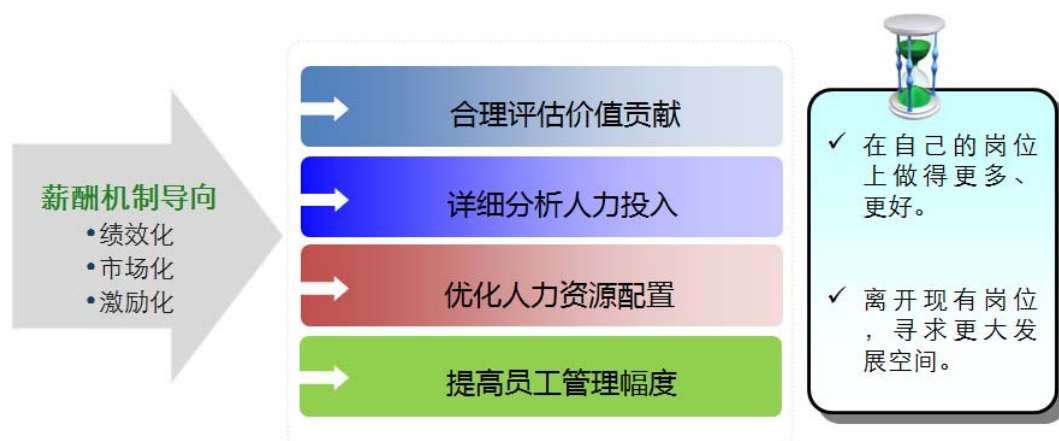 薪酬机制导向
•绩效化
•市场化
•激励化
合理评估价值贡献
详细分析人力投入
优化人力资源配置
提高员工管理幅度
✓ 在自己的岗位
上做得更多、
更好。
✓ 离开现有岗位
，寻求更大发
展空间。